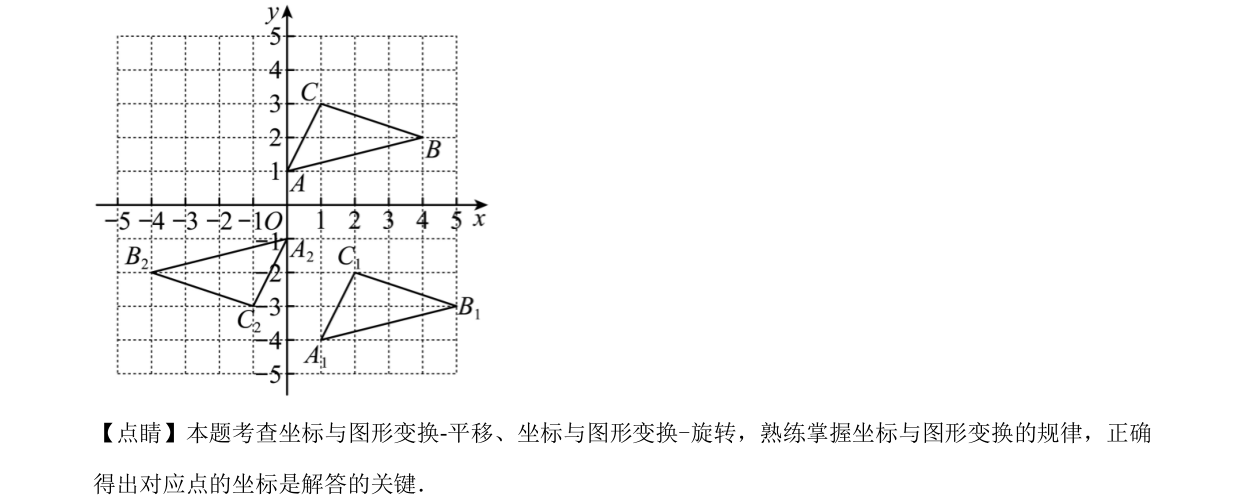 y
5
4
C
3
2
B
1
A
−5 −4 −3 −2 −1 O 1 2 3 4 5 x
−1
B₂ A₂ C₁
−2
−3 B₁
C₂
−4
A₁
−5
【点睛】本题考查坐标与图形变换-平移、坐标与图形变换−旋转，熟练掌握坐标与图形变换的规律，正确
得出对应点的坐标是解答的关键．